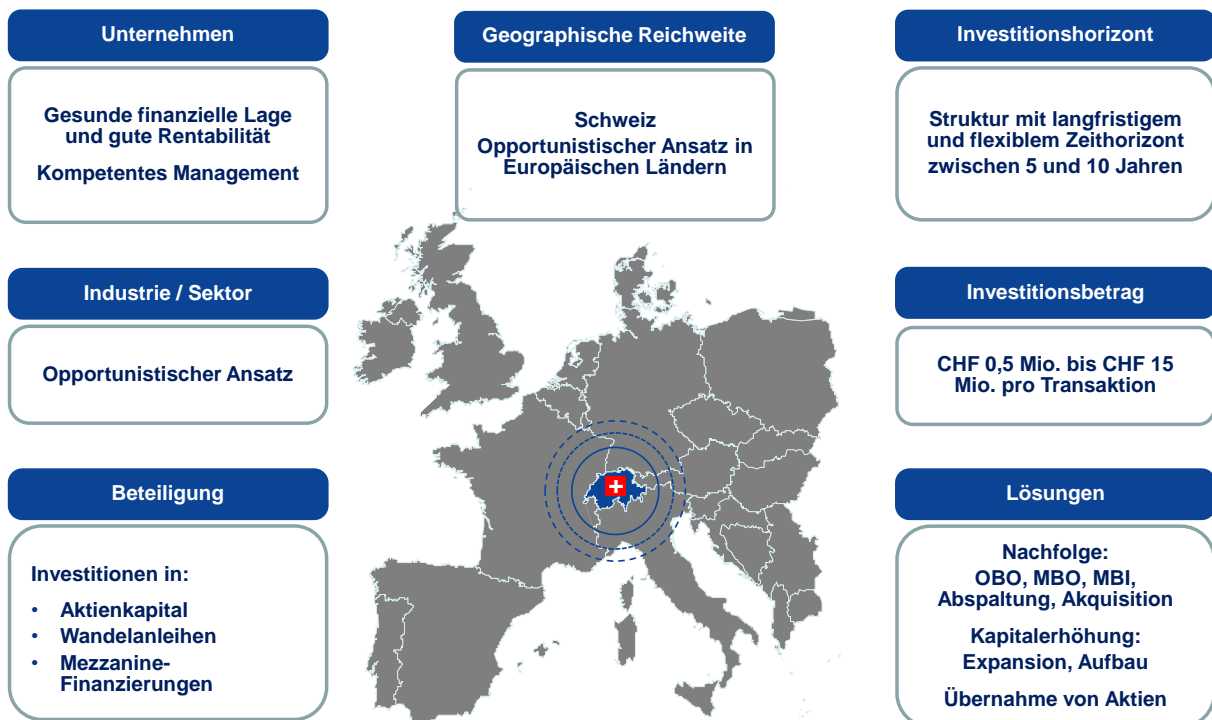 Unternehmen
Gesunde finanzielle Lage
und gute Rentabilität
Kompetentes Management
Geographische Reichweite
Schweiz
Opportunistischer Ansatz in
Europäischen Ländern
Investitionshorizont
Struktur mit langfristigem
und flexiblem Zeithorizont
zwischen 5 und 10 Jahren
Industrie / Sektor
Opportunistischer Ansatz
Investitionsbetrag
CHF 0,5 Mio. bis CHF 15
Mio. pro Transaktion
Beteiligung
Investitionen in:
• Aktienkapital
• Wandelanleihen
• Mezzanine-
Finanzierungen
Lösungen
Nachfolge:
OBO, MBO, MBI,
Abspaltung, Akquisition
Kapitalerhöhung:
Expansion, Aufbau
Übernahme von Aktien